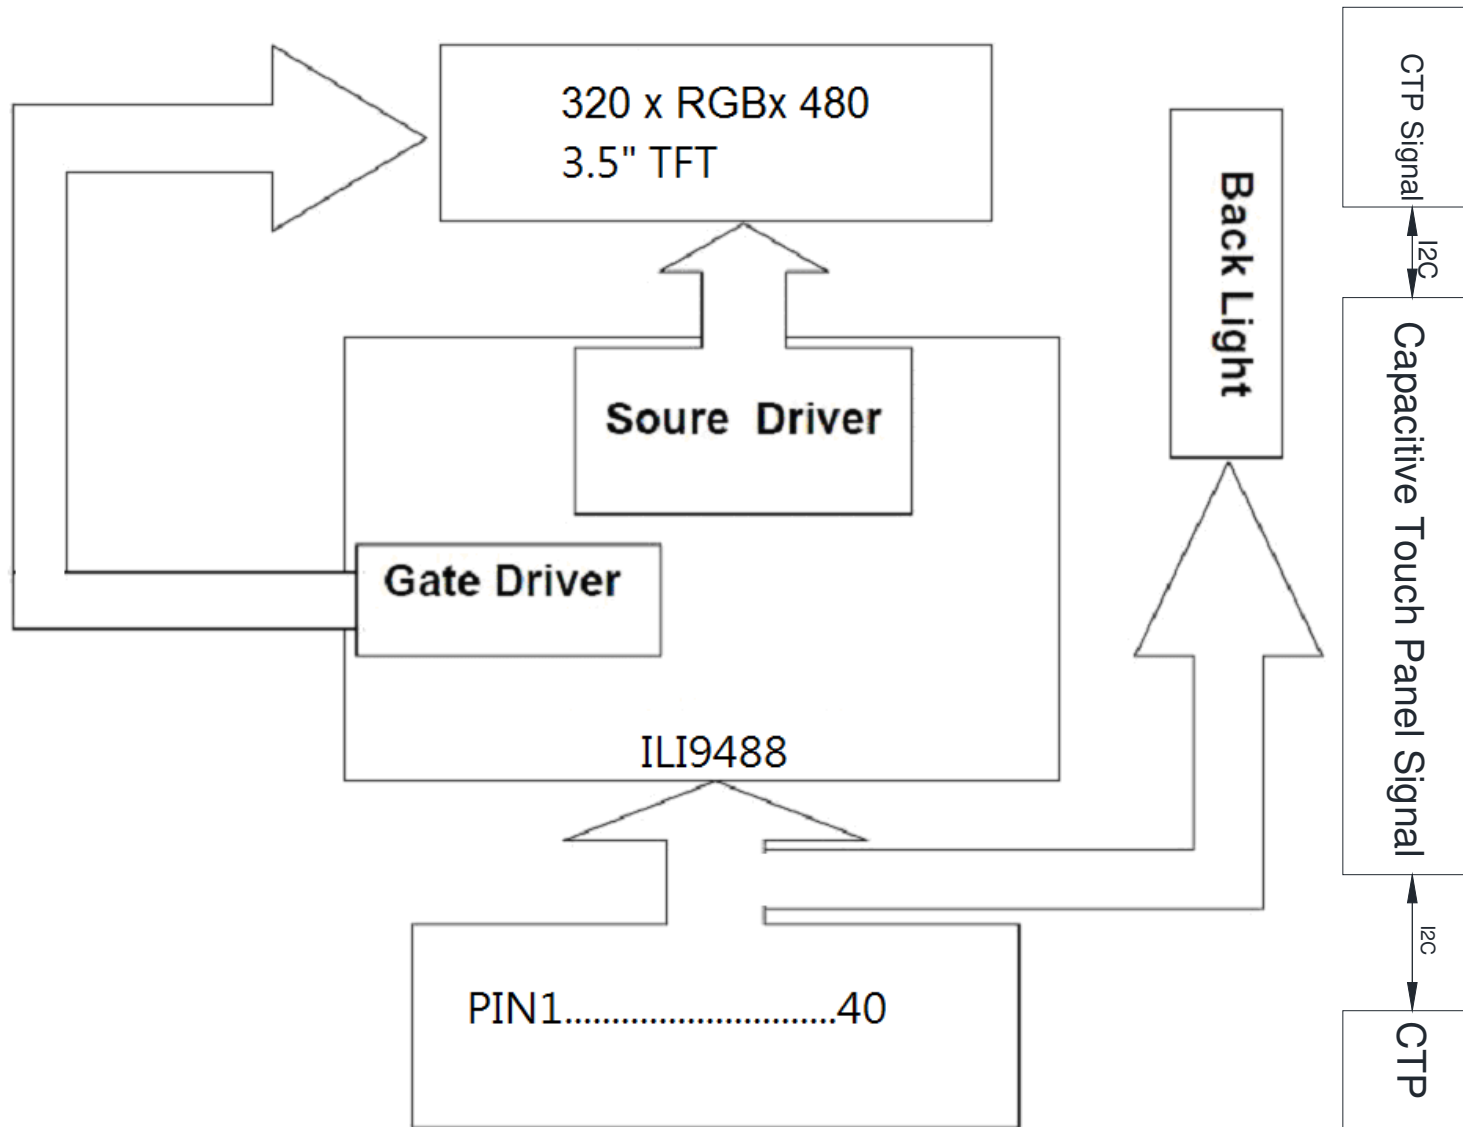 320 x RGBx 480
3.5" TFT
Soure Driver
Gate Driver
ILI9488
PIN1.............................40
Back Light
CTP Signal
I2C
Capacitive Touch Panel Signal
I2C
CTP